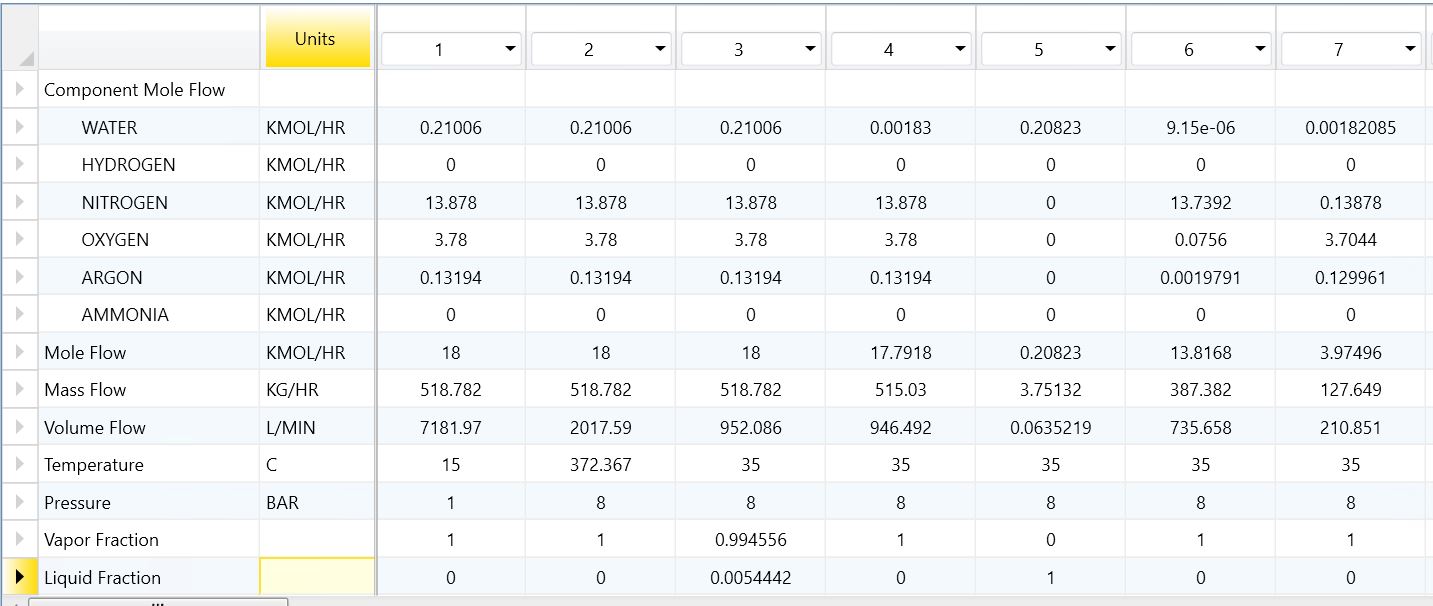 Units 1 2 3 4 5 6 7
Component Mole Flow
WATER KMOL/HR 0.21006 0.21006 0.21006 0.00183 0.20823 9.15e-06 0.00182085
HYDROGEN KMOL/HR 0 0 0 0 0 0 0
NITROGEN KMOL/HR 13.878 13.878 13.878 13.878 0 13.7392 0.13878
OXYGEN KMOL/HR 3.78 3.78 3.78 3.78 0 0.0756 3.7044
ARGON KMOL/HR 0.13194 0.13194 0.13194 0.13194 0 0.0019791 0.129961
AMMONIA KMOL/HR 0 0 0 0 0 0 0
Mole Flow KMOL/HR 18 18 18 17.7918 0.20823 13.8168 3.97496
Mass Flow KG/HR 518.782 518.782 518.782 515.03 3.75132 387.382 127.649
Volume Flow L/MIN 7181.97 2017.59 952.086 946.492 0.0635219 735.658 210.851
Temperature C 15 372.367 35 35 35 35 35
Pressure BAR 1 8 8 8 8 8 8
Vapor Fraction 1 1 0.994556 1 0 1 1
Liquid Fraction 0 0 0.0054442 0 1 0 0